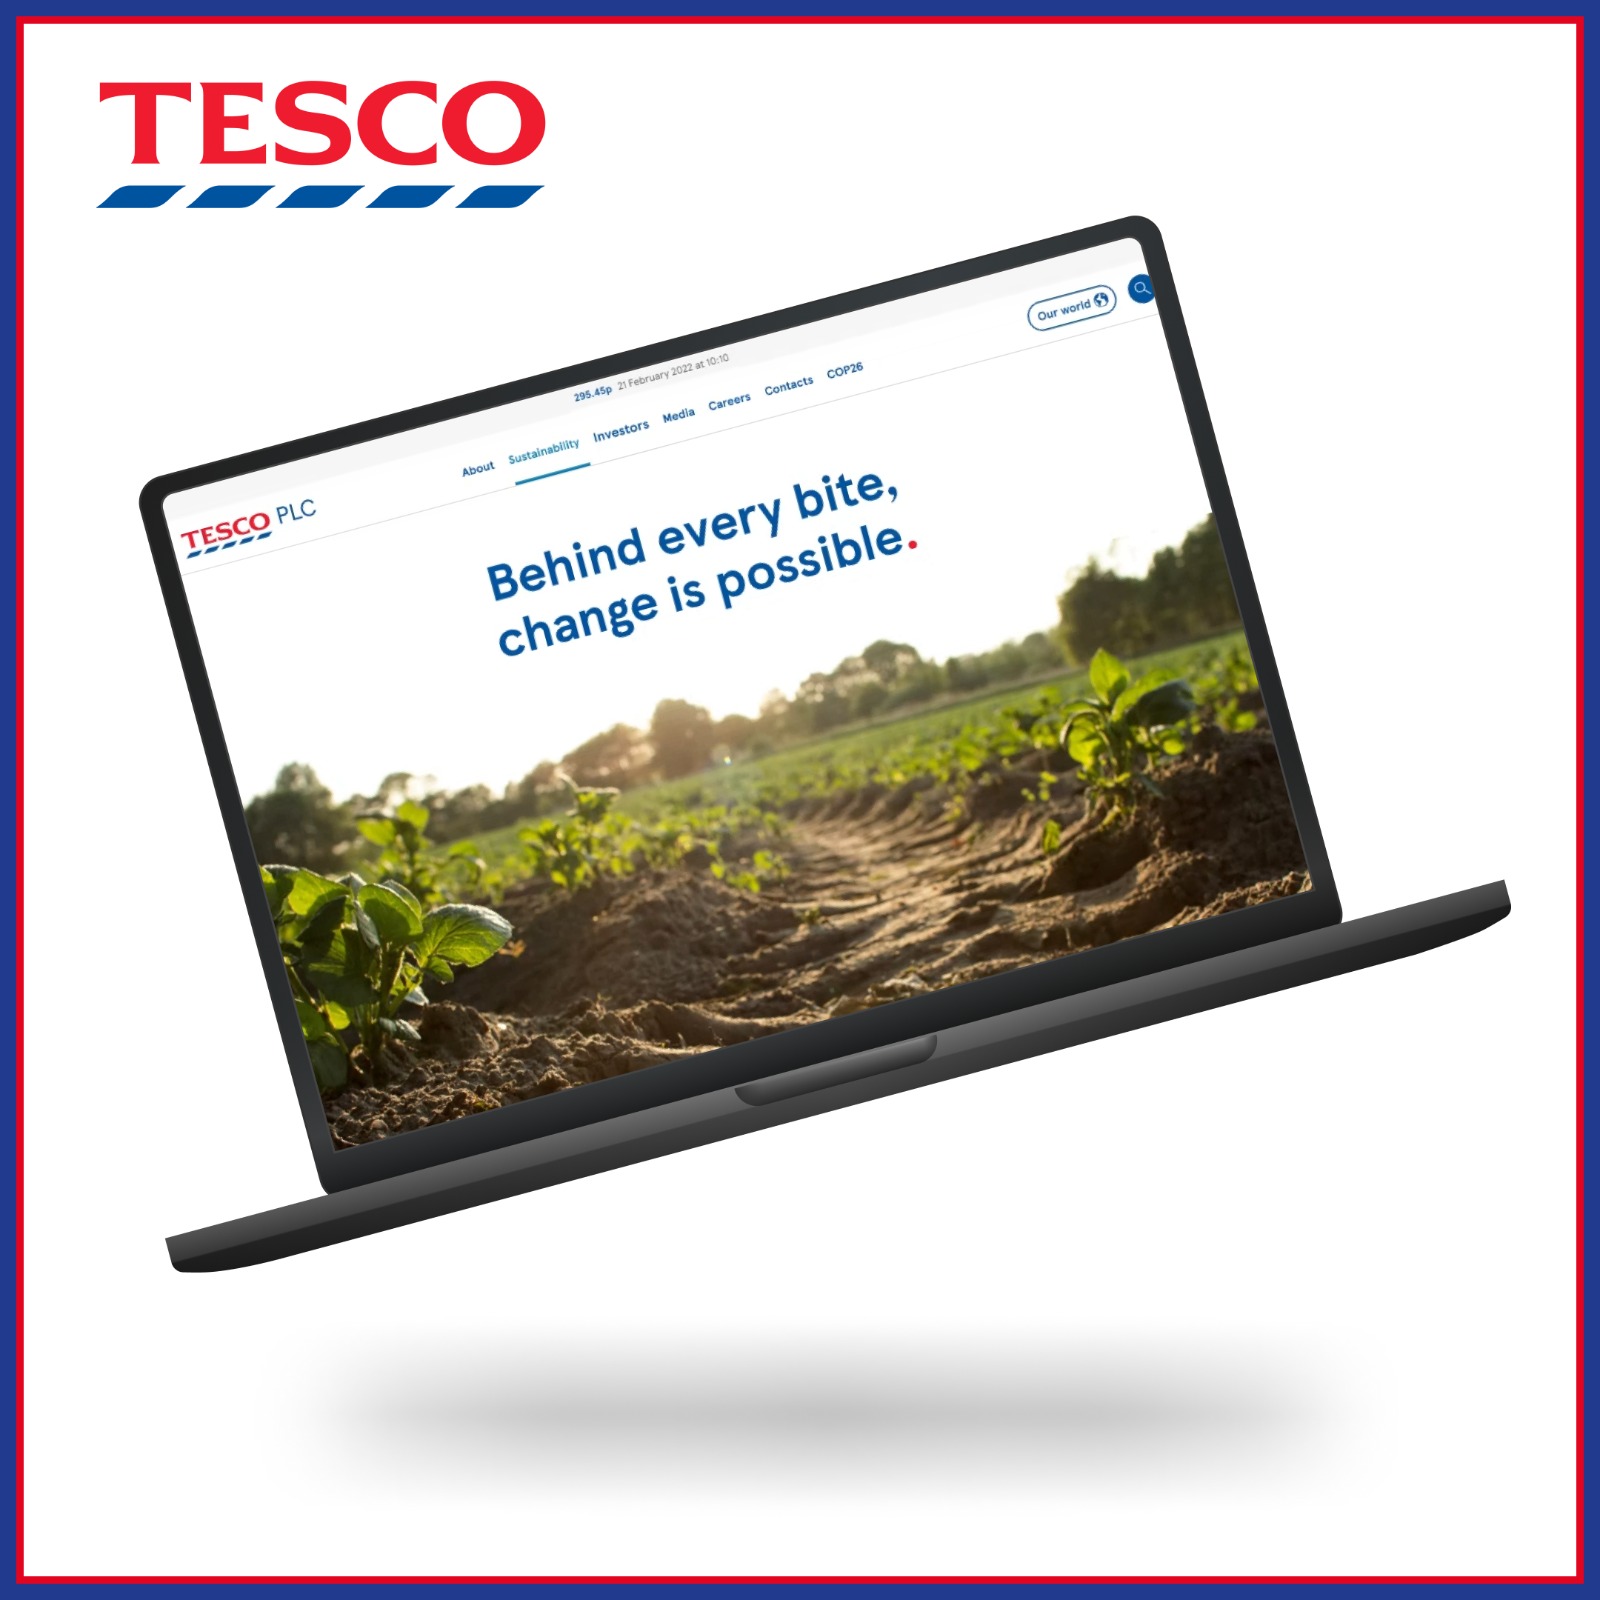 TESCO
295.45p 21 February 2022 at 10:10
Our world
About Sustainability Investors Media Careers Contacts COP26
TESCO PLC
Behind every bite,
change is possible.